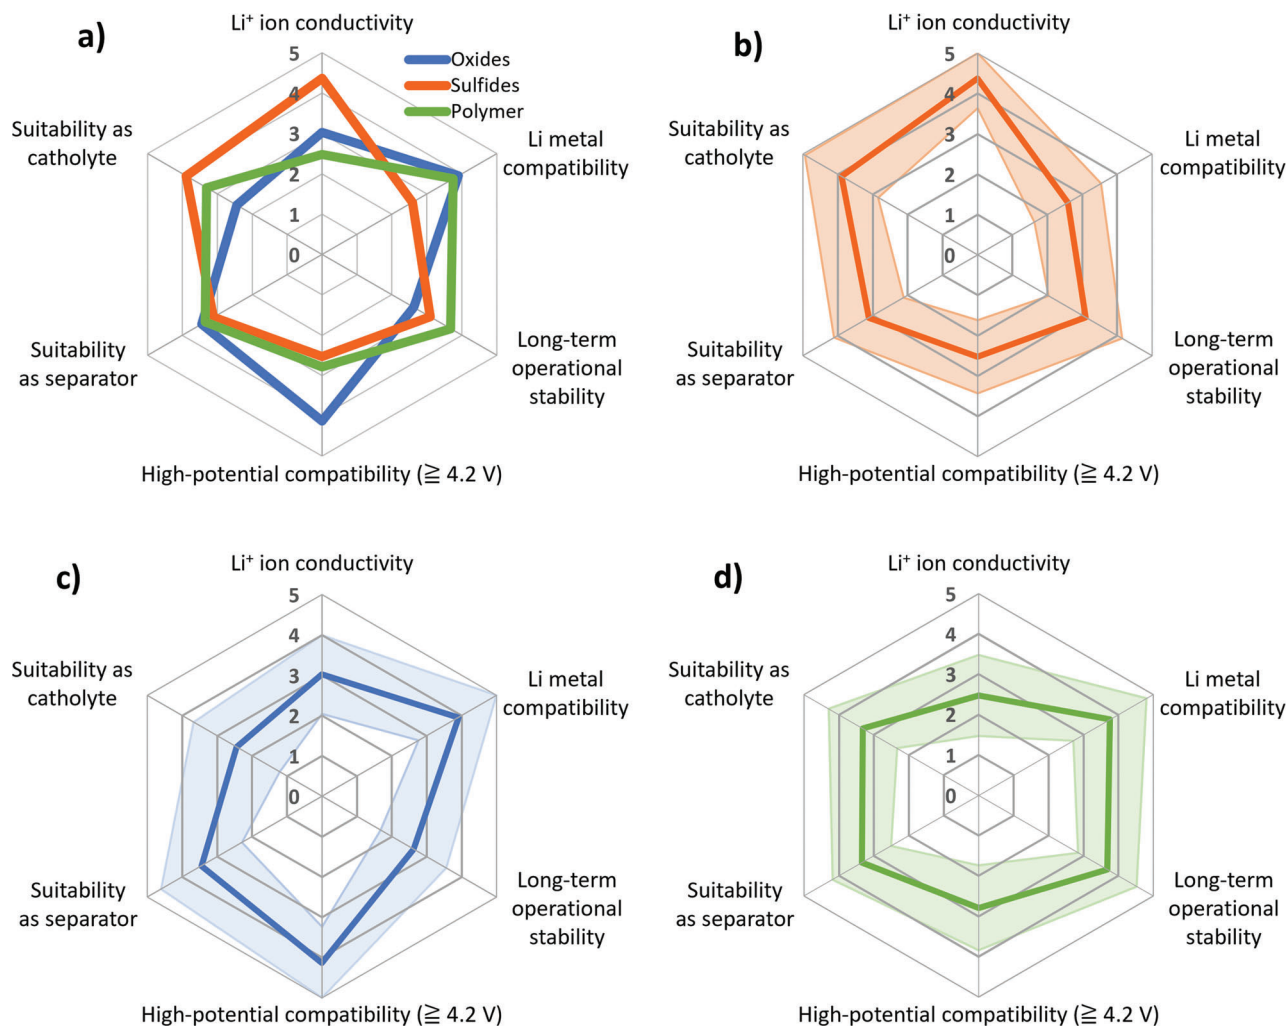 a)
Li⁺ ion conductivity
5
4
3
2
1
0
Oxides
Sulfides
Polymer
Suitability as
catholyte
Li metal
compatibility
Suitability
as separator
Long-term
operational
stability
High-potential compatibility (≧ 4.2 V)
b)
Li⁺ ion conductivity
5
4
3
2
1
0
Suitability as
catholyte
Li metal
compatibility
Suitability
as separator
Long-term
operational
stability
High-potential compatibility (≧ 4.2 V)
c)
Li⁺ ion conductivity
5
4
3
2
1
0
Suitability as
catholyte
Li metal
compatibility
Suitability
as separator
Long-term
operational
stability
High-potential compatibility (≧ 4.2 V)
d)
Li⁺ ion conductivity
5
4
3
2
1
0
Suitability as
catholyte
Li metal
compatibility
Suitability
as separator
Long-term
operational
stability
High-potential compatibility (≧ 4.2 V)